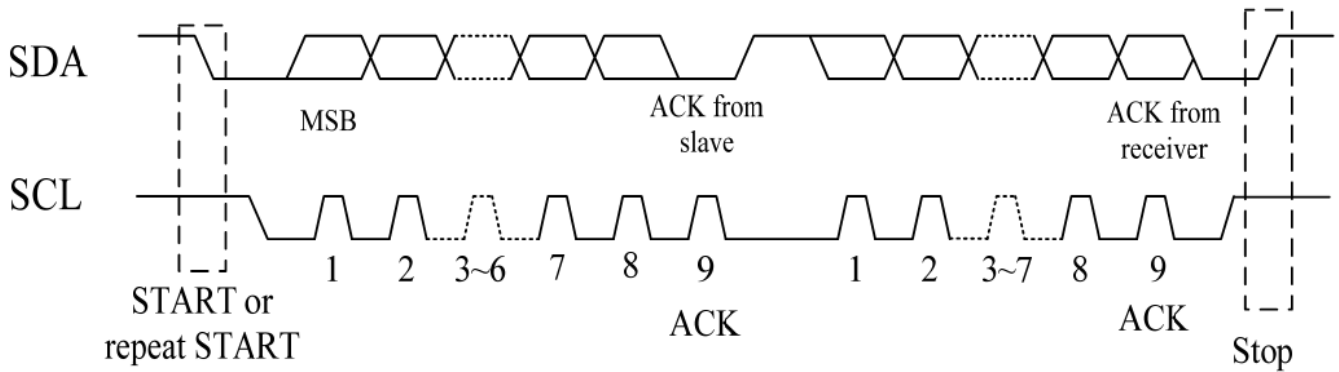 SDA
MSB
ACK from
slave
ACK from
receiver
SCL
1 2 3~6 7 8 9 1 2 3~7 8 9
START or
repeat START
ACK
ACK
Stop